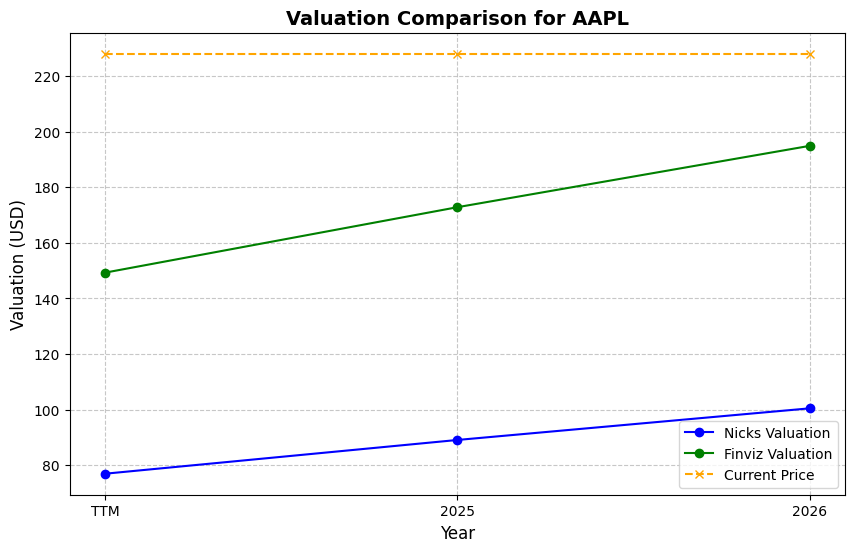 Valuation Comparison for AAPL
Valuation (USD)
220
200
180
160
140
120
100
80
TTM
2025
2026
Year
Nicks Valuation
Finviz Valuation
Current Price